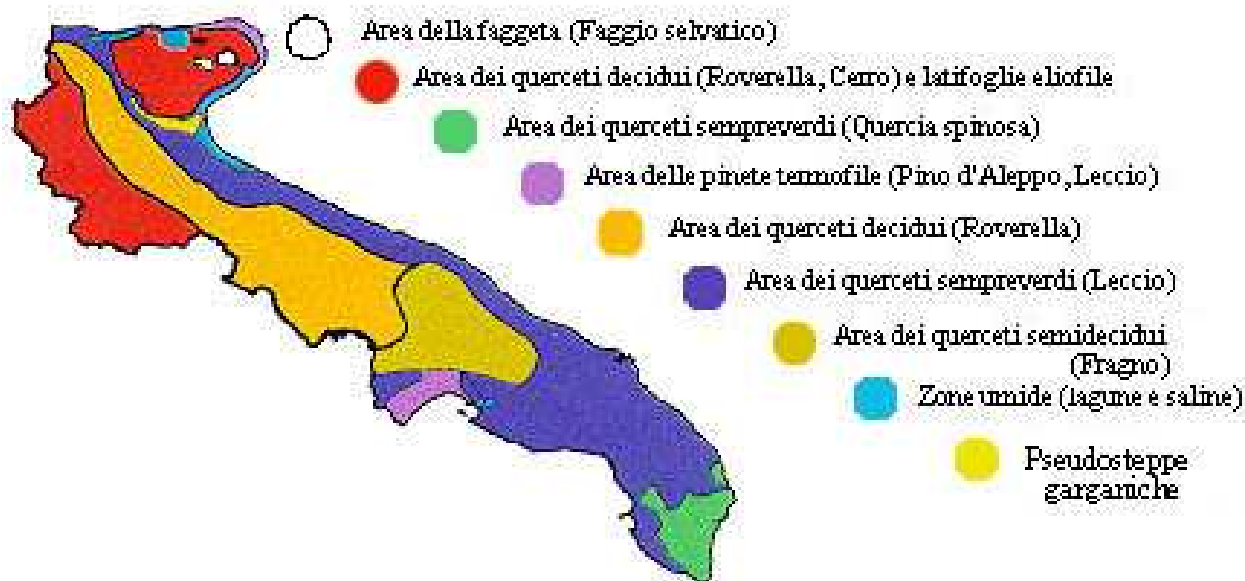 Area della faggeta (Faggio selvatico)
Area dei querceti decidui (Roverella, Cerro) e latifoglie eliofile
Area dei querceti sempreverdi (Quercia spinosa)
Area delle pinete termofile (Pino d'Aleppo, Leccio)
Area dei querceti decidui (Roverella)
Area dei querceti sempreverdi (Leccio)
Area dei querceti semidecidui
(Fragno)
Zone umide (lagune e saline)
Pseudosteppe
garganiche